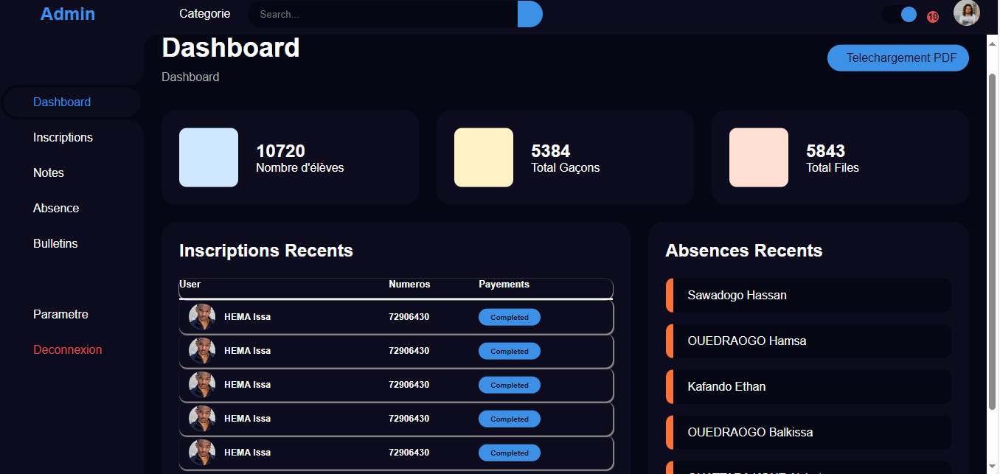 Admin
Categorie
Search...
10
Dashboard
Dashboard
Telechargement PDF
Dashboard
Inscriptions
Notes
Absence
Bulletins
Parametre
Deconnexion
10720
Nombre d'élèves
5384
Total Gaçons
5843
Total Files
Inscriptions Recents
User Numeros Payements
HEMA Issa 72906430 Completed
HEMA Issa 72906430 Completed
HEMA Issa 72906430 Completed
HEMA Issa 72906430 Completed
HEMA Issa 72906430 Completed
Absences Recents
Sawadogo Hassan
OUEDRAOGO Hamsa
Kafando Ethan
OUEDRAOGO Balkissa